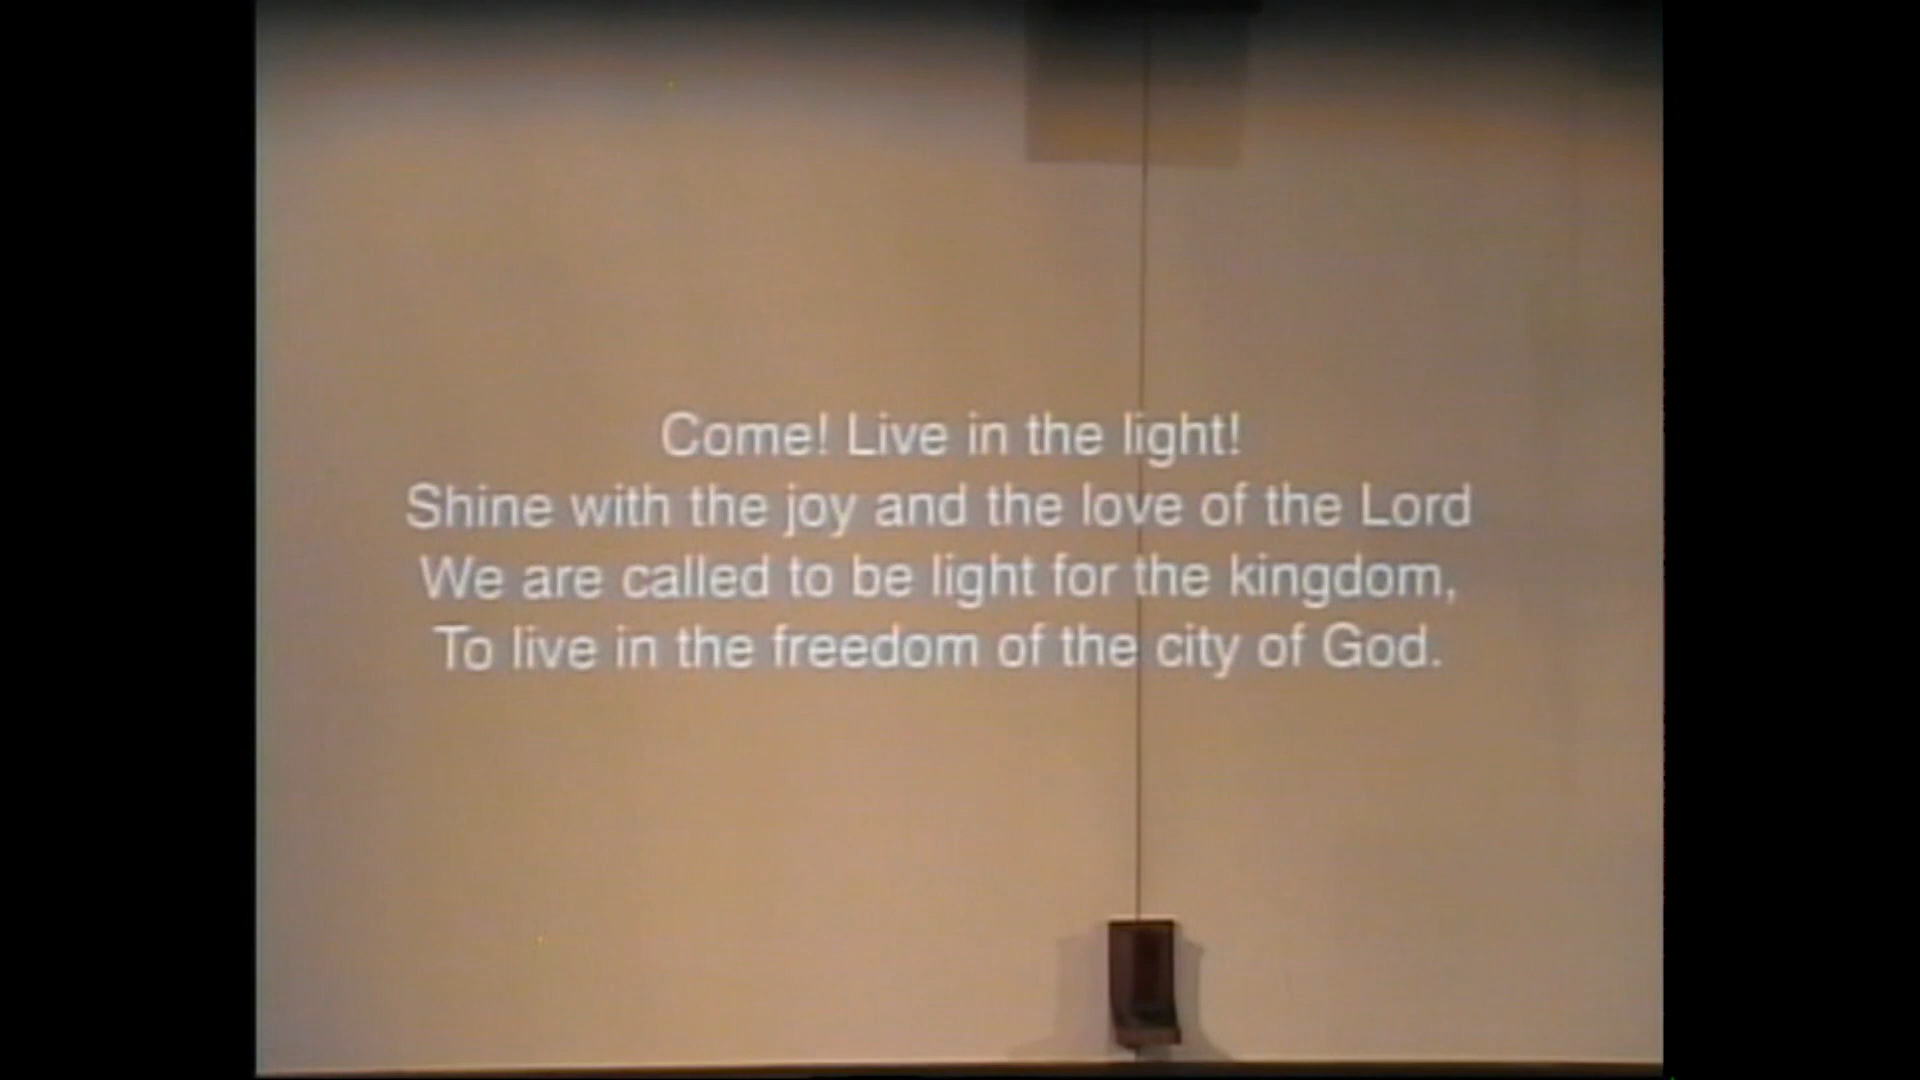 Come! Live in the light!
Shine with the joy and the love of the Lord
We are called to be light for the kingdom,
To live in the freedom of the city of God.